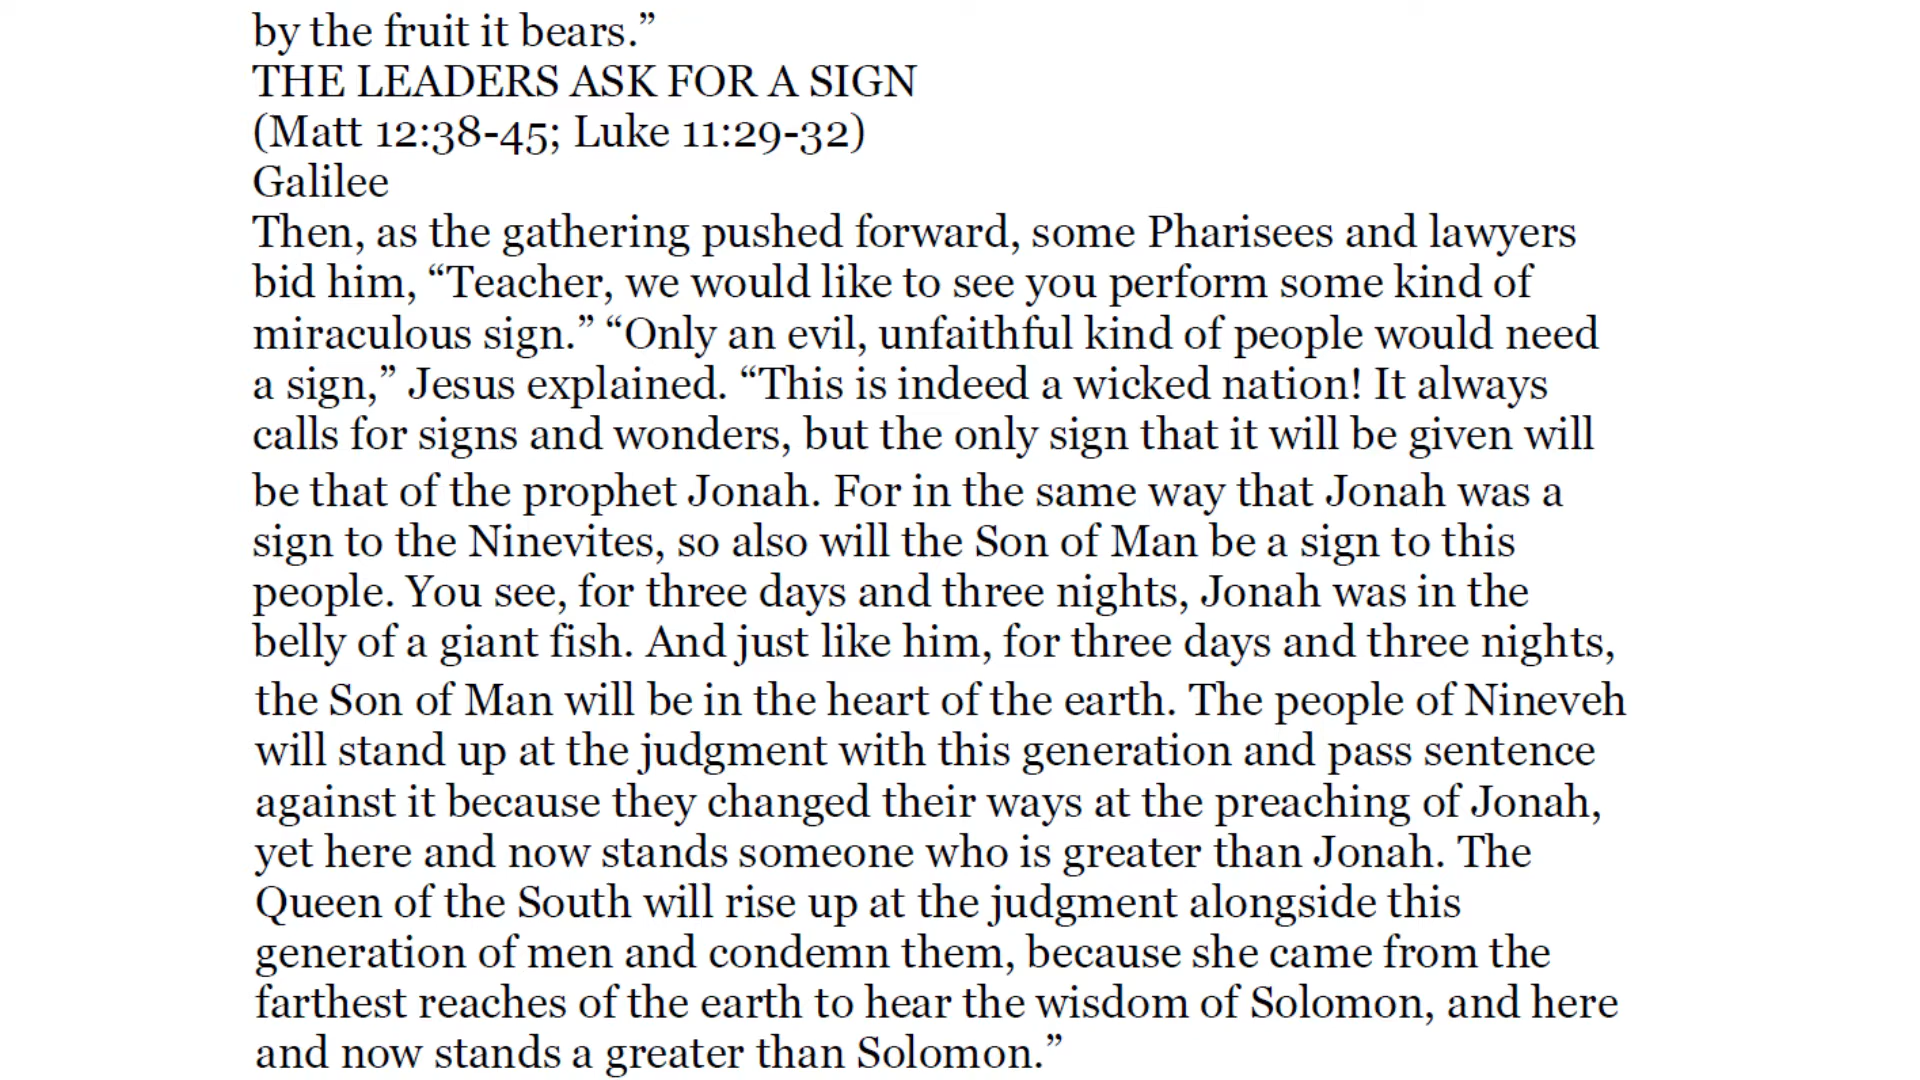 by the fruit it bears.”
THE LEADERS ASK FOR A SIGN
(Matt 12:38-45; Luke 11:29-32)
Galilee
Then, as the gathering pushed forward, some Pharisees and lawyers
bid him, “Teacher, we would like to see you perform some kind of
miraculous sign.” “Only an evil, unfaithful kind of people would need
a sign,” Jesus explained. “This is indeed a wicked nation! It always
calls for signs and wonders, but the only sign that it will be given will
be that of the prophet Jonah. For in the same way that Jonah was a
sign to the Ninevites, so also will the Son of Man be a sign to this
people. You see, for three days and three nights, Jonah was in the
belly of a giant fish. And just like him, for three days and three nights,
the Son of Man will be in the heart of the earth. The people of Nineveh
will stand up at the judgment with this generation and pass sentence
against it because they changed their ways at the preaching of Jonah,
yet here and now stands someone who is greater than Jonah. The
Queen of the South will rise up at the judgment alongside this
generation of men and condemn them, because she came from the
farthest reaches of the earth to hear the wisdom of Solomon, and here
and now stands a greater than Solomon.”